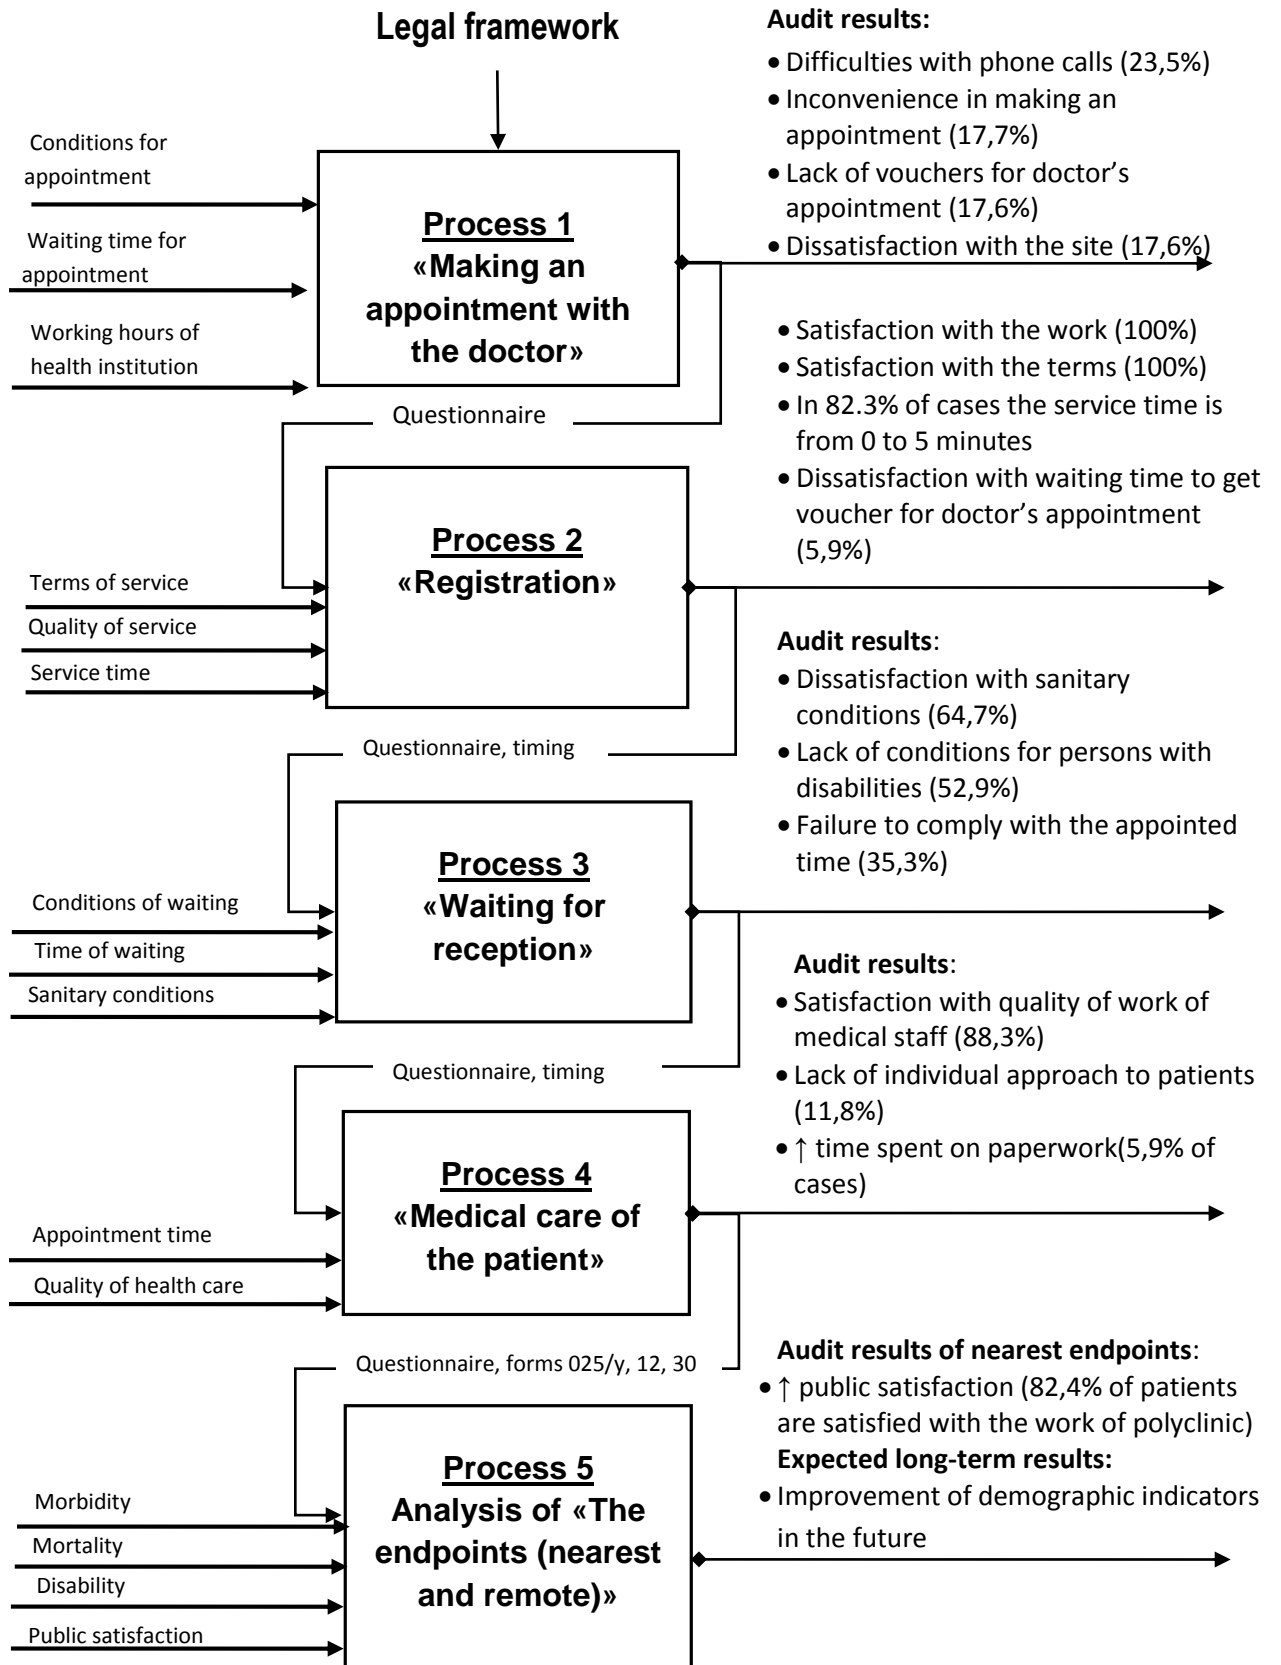 Legal framework
Audit results:
• Difficulties with phone calls (23,5%)
• Inconvenience in making an
appointment (17,7%)
• Lack of vouchers for doctor’s
appointment (17,6%)
• Dissatisfaction with the site (17,6%)
Conditions for
appointment
Waiting time for
appointment
Working hours of
health institution
Process 1
«Making an
appointment with
the doctor»
Questionnaire
• Satisfaction with the work (100%)
• Satisfaction with the terms (100%)
• In 82.3% of cases the service time is
from 0 to 5 minutes
• Dissatisfaction with waiting time to get
voucher for doctor’s appointment
(5,9%)
Process 2
«Registration»
Terms of service
Quality of service
Service time
Questionnaire, timing
Audit results:
• Dissatisfaction with sanitary
conditions (64,7%)
• Lack of conditions for persons with
disabilities (52,9%)
• Failure to comply with the appointed
time (35,3%)
Process 3
«Waiting for
reception»
Conditions of waiting
Time of waiting
Sanitary conditions
Questionnaire, timing
Audit results:
• Satisfaction with quality of work of
medical staff (88,3%)
• Lack of individual approach to patients
(11,8%)
• ↑ time spent on paperwork(5,9% of
cases)
Process 4
«Medical care of
the patient»
Appointment time
Quality of health care
Questionnaire, forms 025/y, 12, 30
Audit results of nearest endpoints:
• ↑ public satisfaction (82,4% of patients
are satisfied with the work of polyclinic)
Expected long-term results:
• Improvement of demographic indicators
in the future
Process 5
Analysis of «The
endpoints (nearest
and remote)»
Morbidity
Mortality
Disability
Public satisfaction